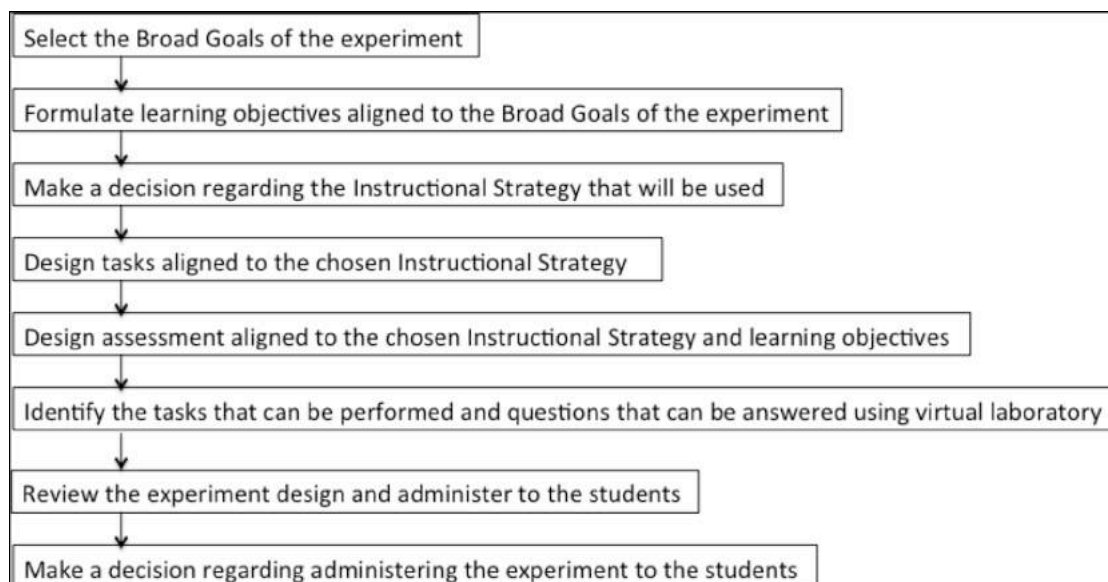 Select the Broad Goals of the experiment
Formulate learning objectives aligned to the Broad Goals of the experiment
Make a decision regarding the Instructional Strategy that will be used
Design tasks aligned to the chosen Instructional Strategy
Design assessment aligned to the chosen Instructional Strategy and learning objectives
Identify the tasks that can be performed and questions that can be answered using virtual laboratory
Review the experiment design and administer to the students
Make a decision regarding administering the experiment to the students